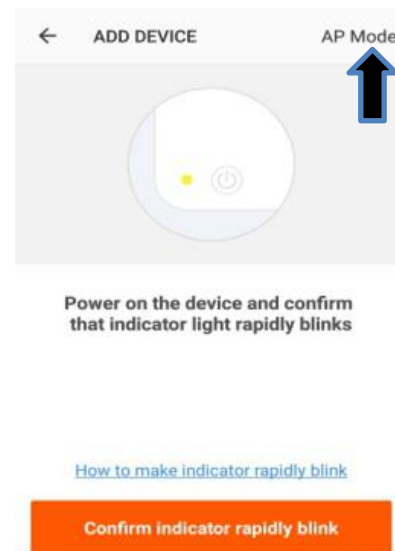 ADD DEVICE
AP Mode
Power on the device and confirm
that indicator light rapidly blinks
How to make indicator rapidly blink
Confirm indicator rapidly blink